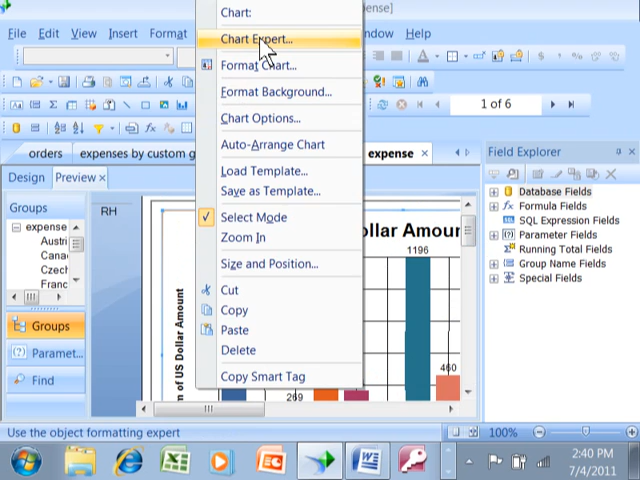 Chart:
ense]
File Edit View Insert Format
ndow Help
Chart Expert...
Format Chart...
Format Background...
1 of 6
Chart Options...
Auto-Arrange Chart
orders
expenses by custom g
expense
Field Explorer
Design
Preview
Load Template...
Save as Template...
Database Fields
Formula Fields
SQL Expression Fields
Parameter Fields
Running Total Fields
Group Name Fields
Special Fields
Groups
RH
expense
Austri
Cana
Czech
Franc
Select Mode
Zoom In
Size and Position...
ollar Amount
1196
Cut
Copy
Paste
Delete
Copy Smart Tag
m of US Dollar Amount
Groups
Paramet...
Find
460
269
Use the object formatting expert
100%
2:40 PM
7/4/2011